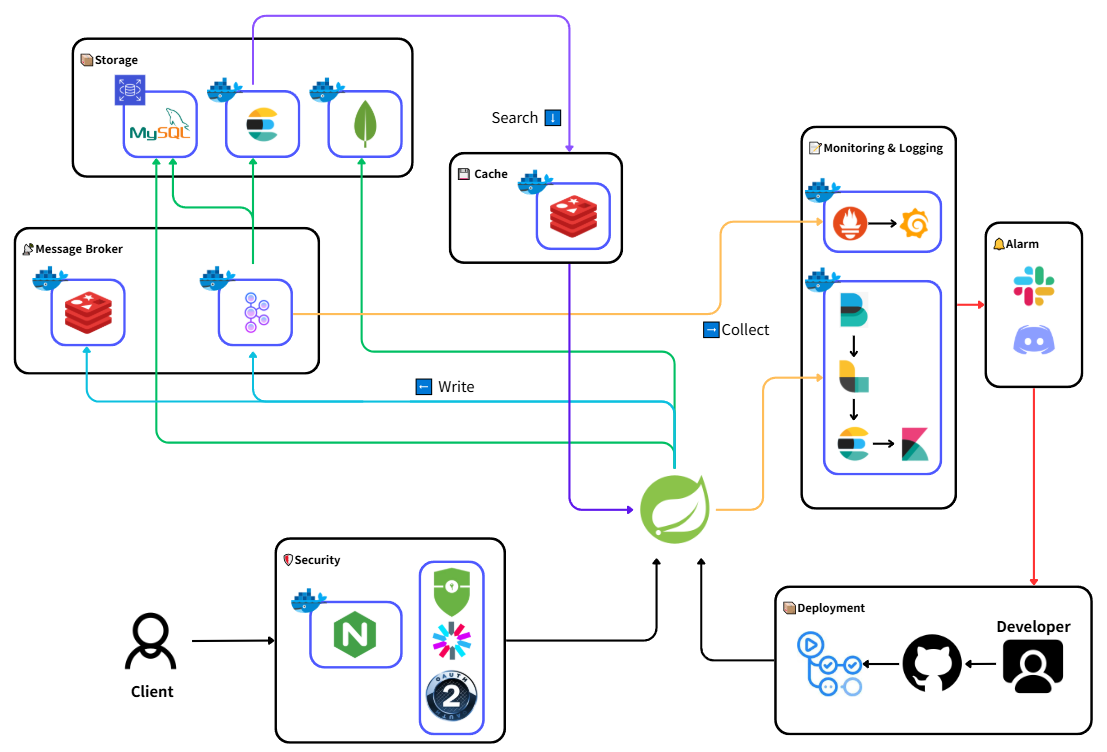 Storage
MySQL
Search
Cache
Monitoring & Logging
Message Broker
Alarm
Collect
Write
Security
Deployment
Developer
OAUTH
2
Client